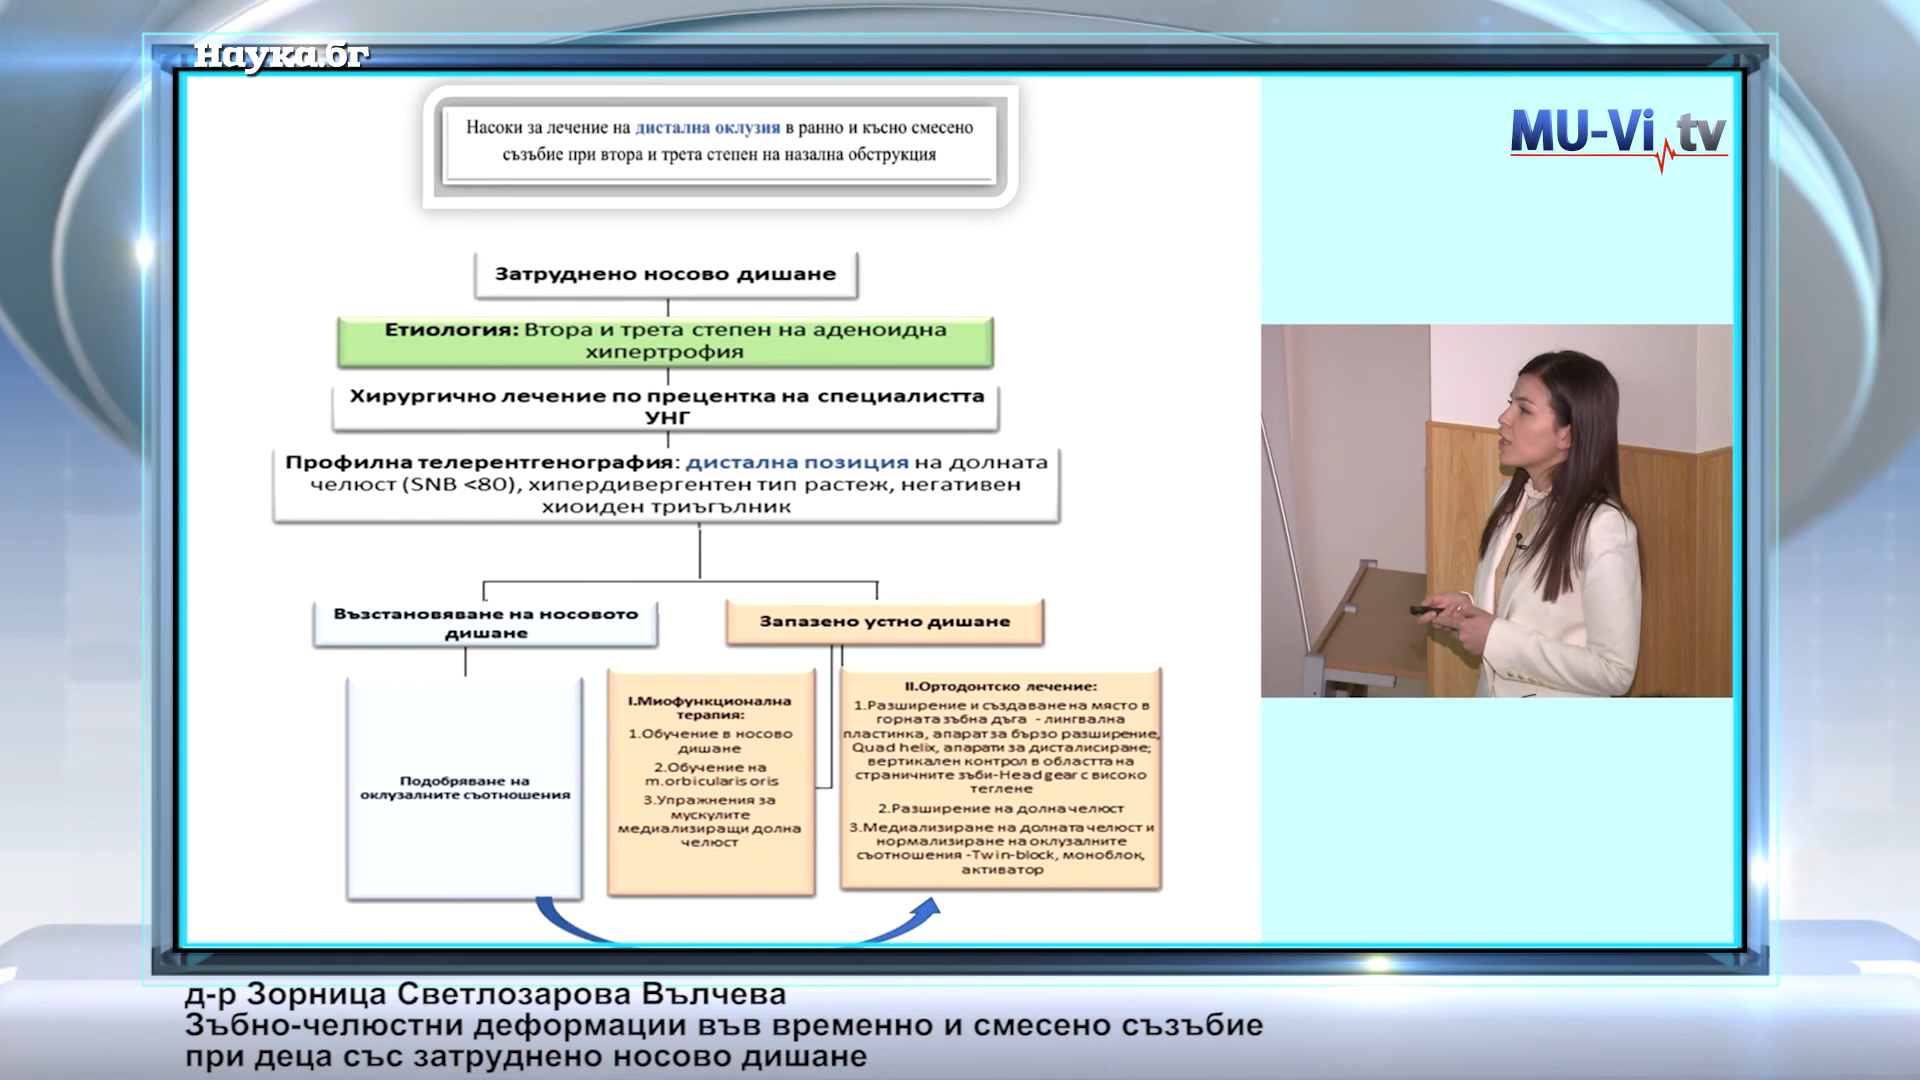 Наука.бг
MU-Vi tv
Насоки за лечение на дистална оклузия в ранно и късно смесено
съзъбие при втора и трета степен на назална обструкция
Затруднено носово дишане
Етиология: Втора и трета степен на аденоидна
хипертрофия
Хирургично лечение по прецентка на специалистта
УНГ
Профилна телерентгенография: дистална позиция на долната
челюст (SNB <80), хипердивергентен тип растеж, негативен
хиоиден триъгълник
Възстановяване на носовото
дишане
Запазено устно дишане
Подобряване на
оклузалните съотношения
I.Миофункционална
терапия:
1.Обучение в носово
дишане
2.Обучение на
m.orbicularis oris
3.Упражнения за
мускулите
медиализиращи долна
челюст
II.Ортодонтско лечение:
1.Разширение и създаване на място в
горната зъбна дъга - лингвална
пластинка, апарат за бързо разширение,
Quad helix, апарати за дистализиране;
вертикален контрол в областта на
страничните зъби-Head gear с високо
теглене
2.Разширение на долна челюст
3.Медиализиране на долната челюст и
нормализиране на оклузалните
съотношения -Twin-block, моноблок,
активатор
д-р Зорница Светлозарова Вълчева
Зъбно-челюстни деформации във временно и смесено съзъбие
при деца със затруднено носово дишане